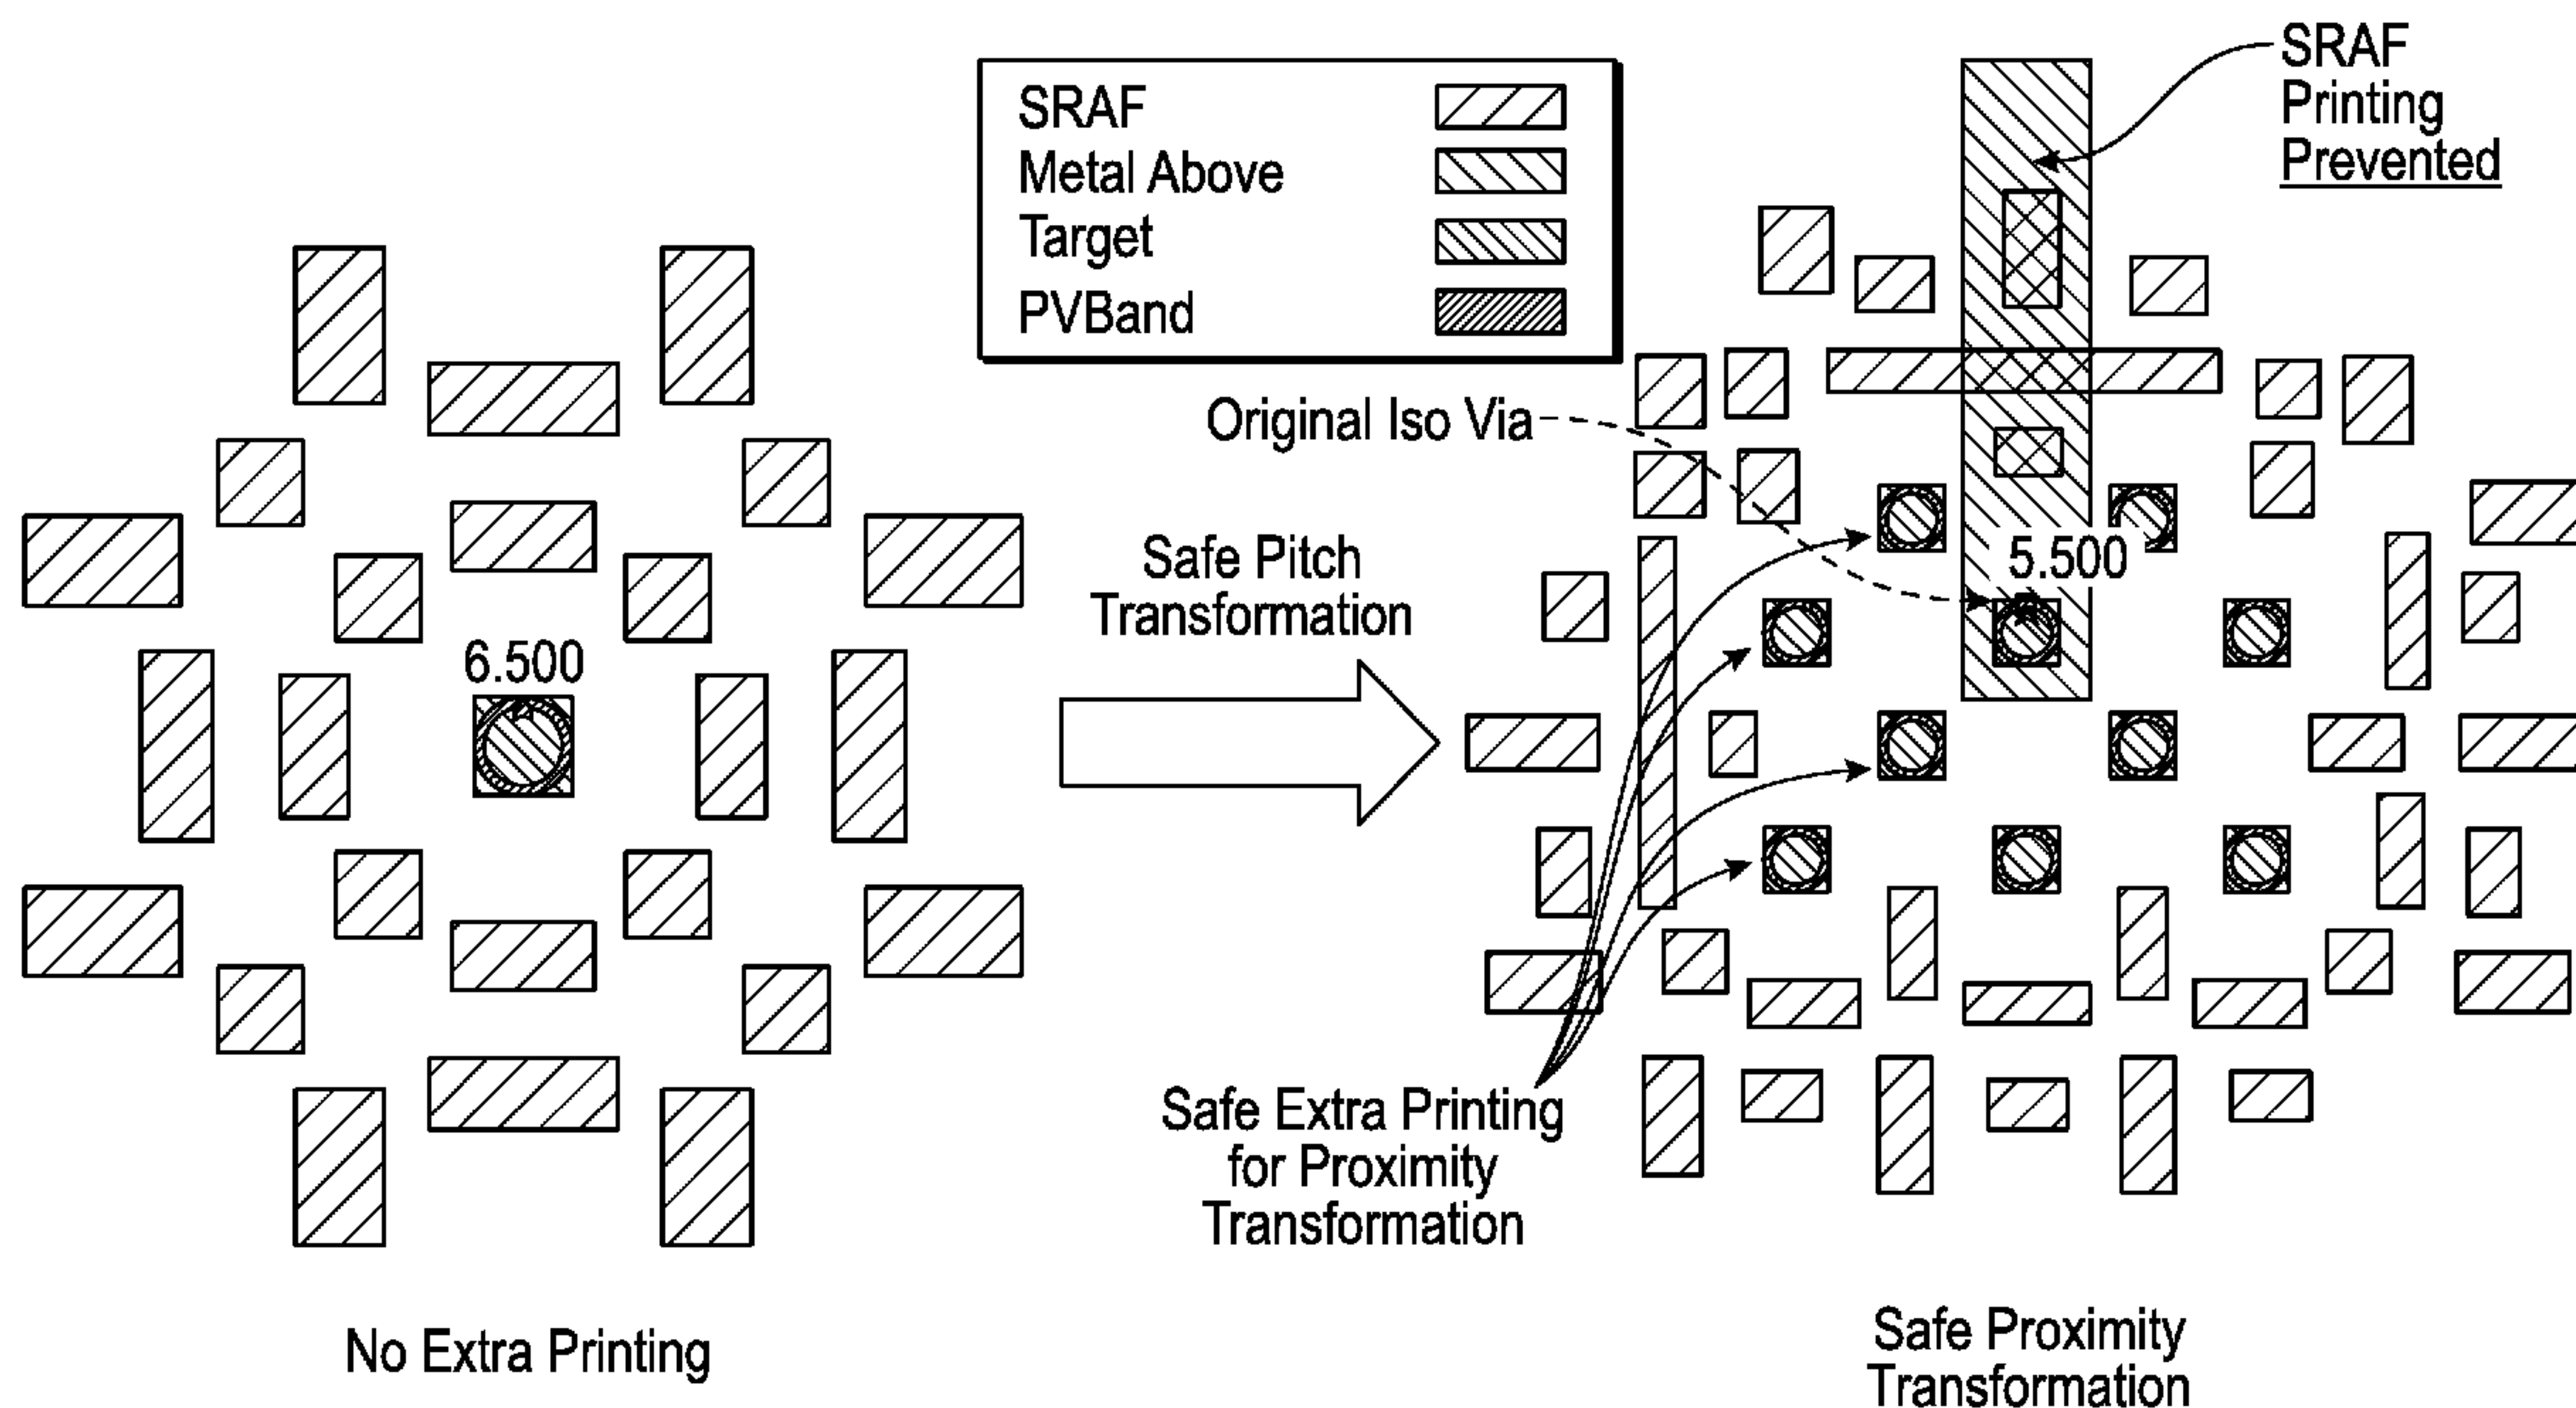 SRAF
Metal Above
Target
PVBand
SRAF
Printing
Prevented
Original Iso Via
Safe Pitch
Transformation
6.500
5.500
Safe Extra Printing
for Proximity
Transformation
No Extra Printing
Safe Proximity
Transformation